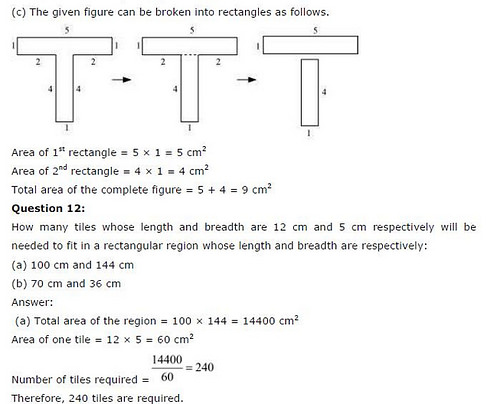 (c) The given figure can be broken into rectangles as follows.
5 5 5
1 1 1 1
2 2 2 2
4 4 4 4
1 1 1
Area of 1st rectangle = 5 × 1 = 5 cm²
Area of 2nd rectangle = 4 × 1 = 4 cm²
Total area of the complete figure = 5 + 4 = 9 cm²
Question 12:
How many tiles whose length and breadth are 12 cm and 5 cm respectively will be
needed to fit in a rectangular region whose length and breadth are respectively:
(a) 100 cm and 144 cm
(b) 70 cm and 36 cm
Answer:
(a) Total area of the region = 100 × 144 = 14400 cm²
Area of one tile = 12 × 5 = 60 cm²
Number of tiles required = 14400/60 = 240
Therefore, 240 tiles are required.